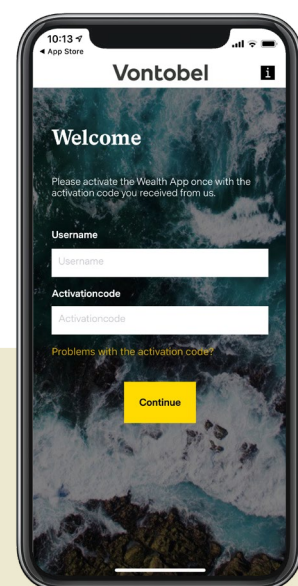 10:13
App Store
Vontobel
i
Welcome
Please activate the Wealth App once with the
activation code you received from us.
Username
Username
Activationcode
Activationcode
Problems with the activation code?
Continue